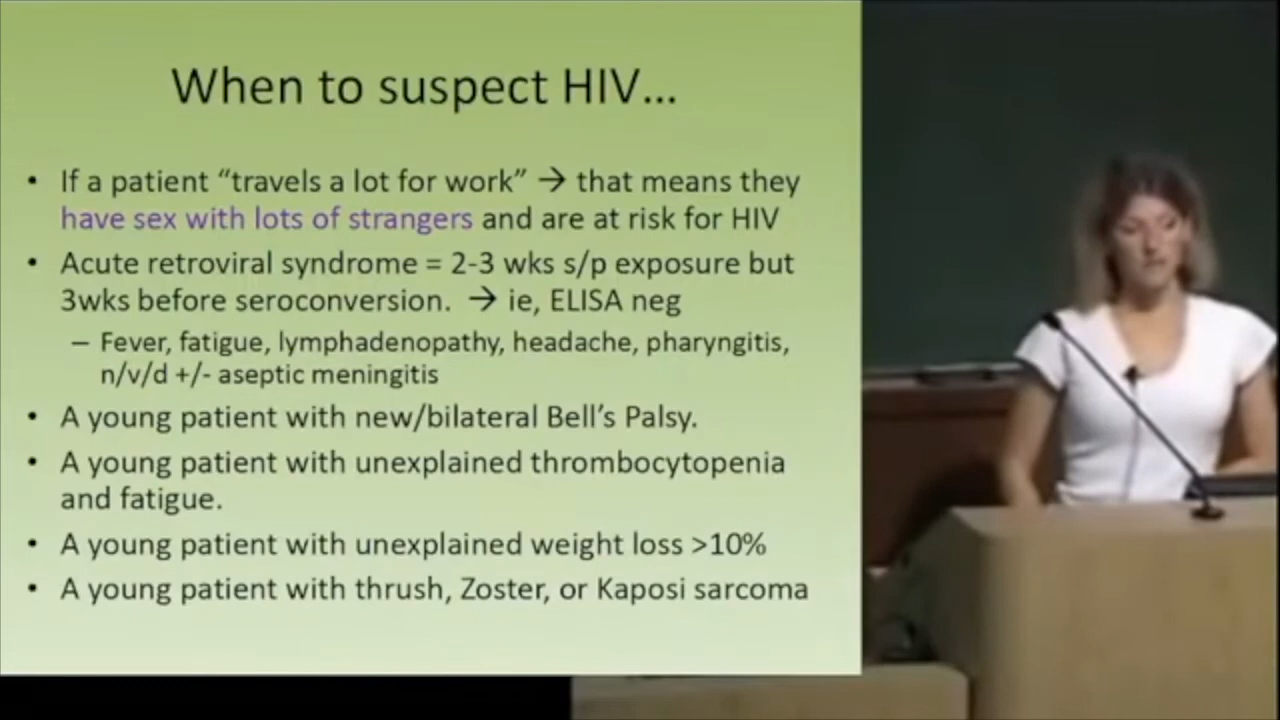 When to suspect HIV...
• If a patient “travels a lot for work” → that means they
have sex with lots of strangers and are at risk for HIV
• Acute retroviral syndrome = 2-3 wks s/p exposure but
3wks before seroconversion. → ie, ELISA neg
– Fever, fatigue, lymphadenopathy, headache, pharyngitis,
n/v/d +/- aseptic meningitis
• A young patient with new/bilateral Bell’s Palsy.
• A young patient with unexplained thrombocytopenia
and fatigue.
• A young patient with unexplained weight loss >10%
• A young patient with thrush, Zoster, or Kaposi sarcoma